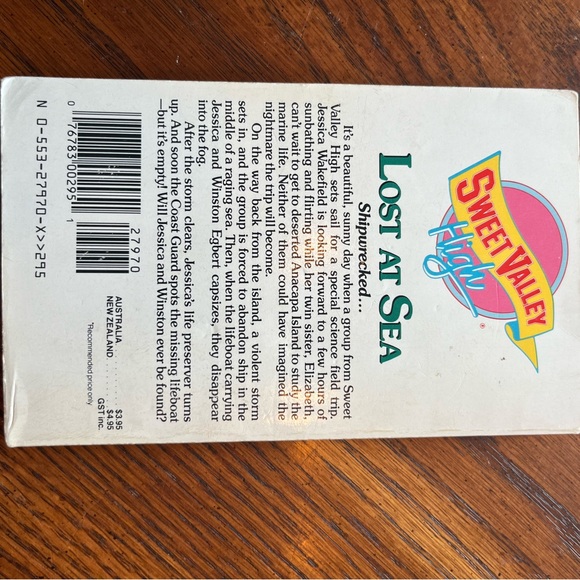 SWEET VALLEY
High
®
LOST AT SEA
Shipwrecked...
It's a beautiful, sunny day when a group from Sweet
Valley High sets sail for a special science field trip.
Jessica Wakefield is looking forward to a few hours of
sunbathing and flirting while her twin sister, Elizabeth,
can't wait to get to deserted Anacapa Island to study the
marine life. Neither of them could have imagined the
nightmare the trip will become.
On the way back from the island, a violent storm
sets in, and the group is forced to abandon ship in the
middle of a raging sea. Then, when the lifeboat carrying
Jessica and Winston Egbert capsizes, they disappear
into the fog.
After the storm clears, Jessica's life preserver turns
up. And soon the Coast Guard spots the missing lifeboat
—but it's empty! Will Jessica and Winston ever be found?
27970
0 76783 00295 1
N 0-553-27970-X>>295
AUSTRALIA ........ $3.95
NEW ZEALAND ........ $4.95
GST inc.
*Recommended price only